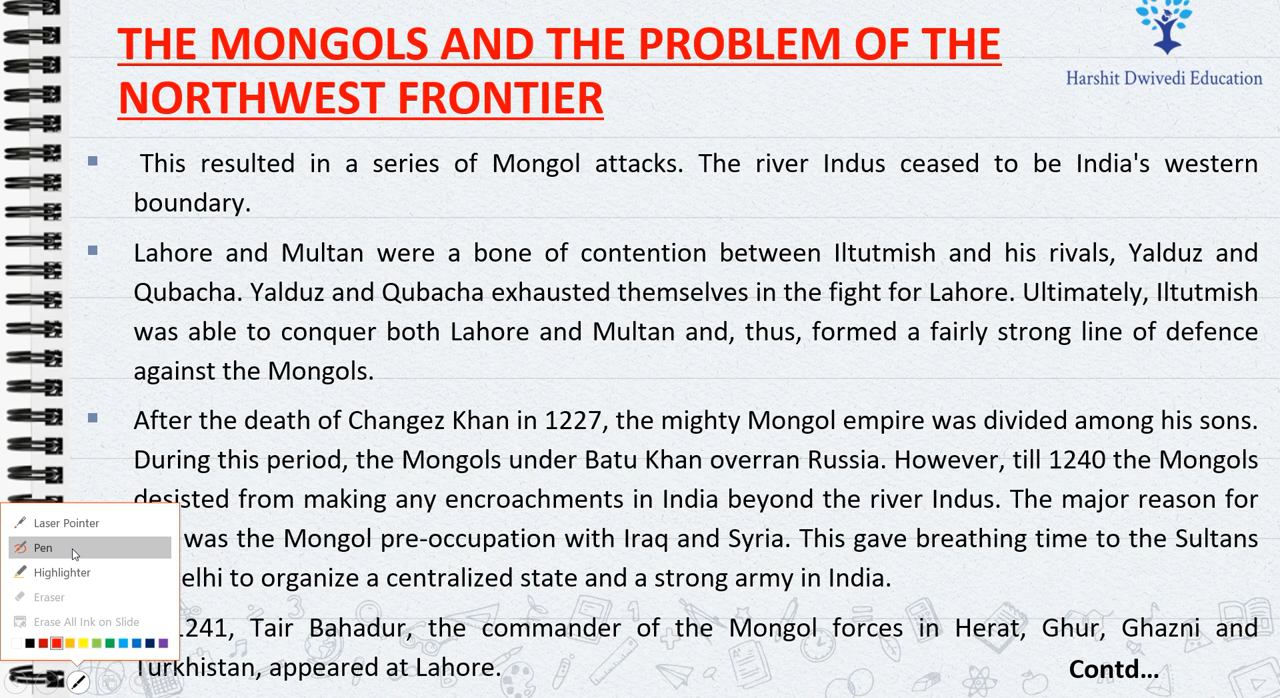 THE MONGOLS AND THE PROBLEM OF THE
NORTHWEST FRONTIER
Harshit Dwivedi Education
This resulted in a series of Mongol attacks. The river Indus ceased to be India's western
boundary.
Lahore and Multan were a bone of contention between Iltutmish and his rivals, Yalduz and
Qubacha. Yalduz and Qubacha exhausted themselves in the fight for Lahore. Ultimately, Iltutmish
was able to conquer both Lahore and Multan and, thus, formed a fairly strong line of defence
against the Mongols.
After the death of Changez Khan in 1227, the mighty Mongol empire was divided among his sons.
During this period, the Mongols under Batu Khan overran Russia. However, till 1240 the Mongols
desisted from making any encroachments in India beyond the river Indus. The major reason for
was the Mongol pre-occupation with Iraq and Syria. This gave breathing time to the Sultans
elhi to organize a centralized state and a strong army in India.
1241, Tair Bahadur, the commander of the Mongol forces in Herat, Ghur, Ghazni and
Turkhistan, appeared at Lahore.
Contd...
Laser Pointer
Pen
Highlighter
Eraser
Erase All Ink on Slide